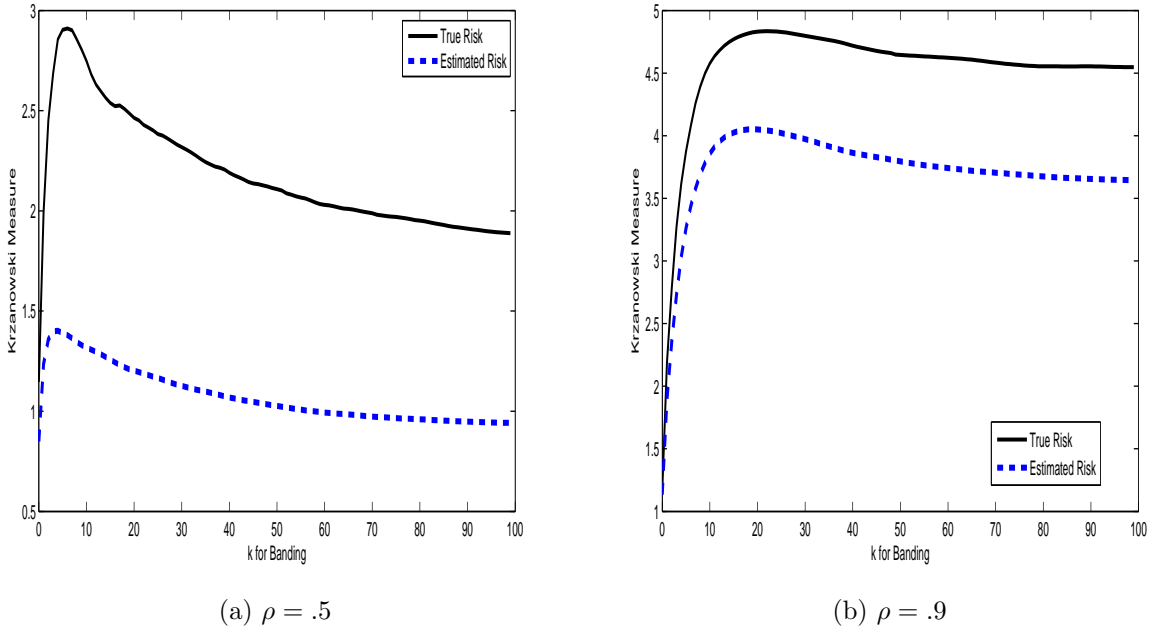 3
2.5
2
1.5
1
0.5
Krzanowski Measure
True Risk
Estimated Risk
0 10 20 30 40 50 60 70 80 90 100
k for Banding
(a) ρ = .5
5
4.5
4
3.5
3
2.5
2
1.5
1
Krzanowski Measure
True Risk
Estimated Risk
0 10 20 30 40 50 60 70 80 90 100
k for Banding
(b) ρ = .9